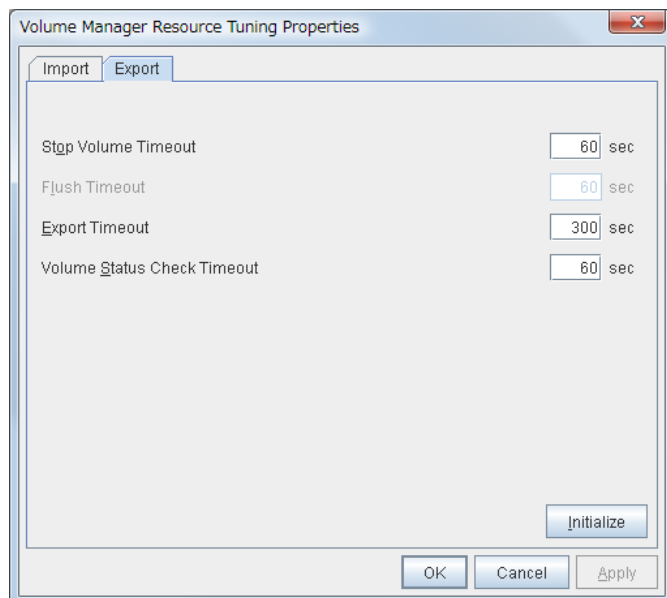 Volume Manager Resource Tuning Properties
Import Export
Stop Volume Timeout 60 sec
Flush Timeout 60 sec
Export Timeout 300 sec
Volume Status Check Timeout 60 sec
Initialize
OK Cancel Apply